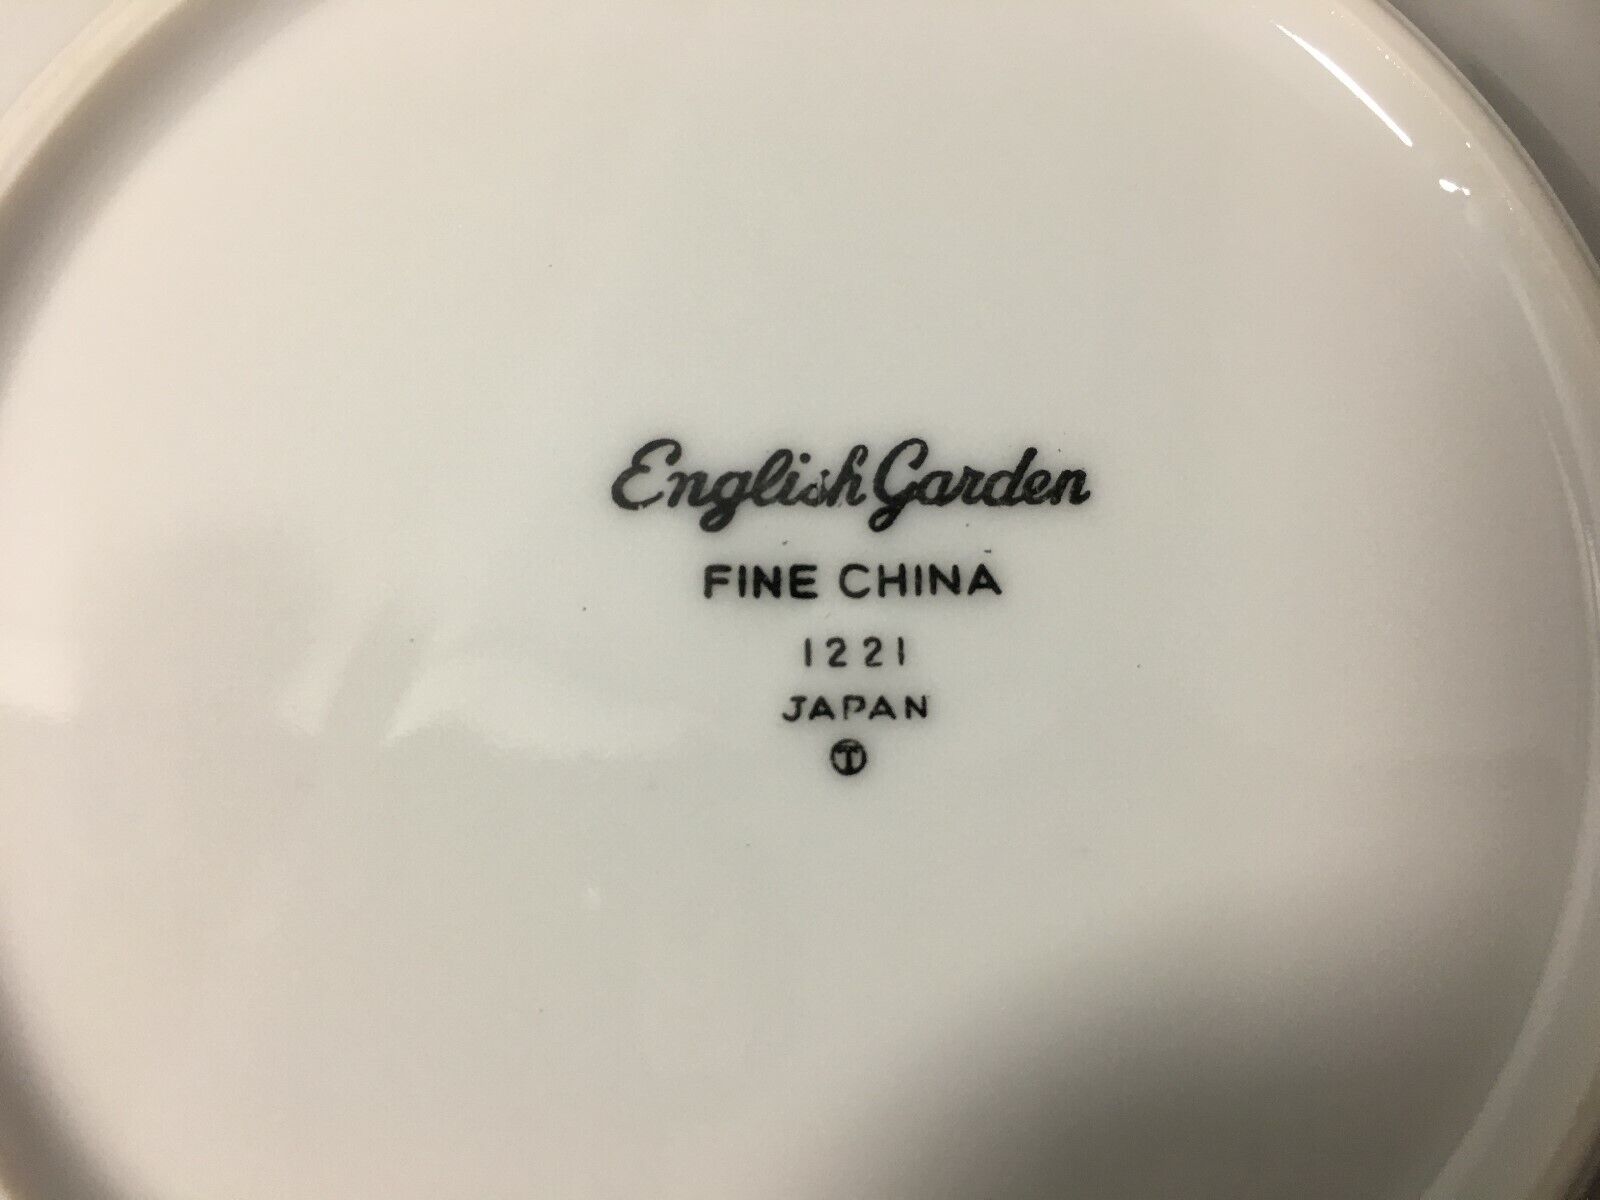 English Garden
FINE CHINA
1221
JAPAN
T